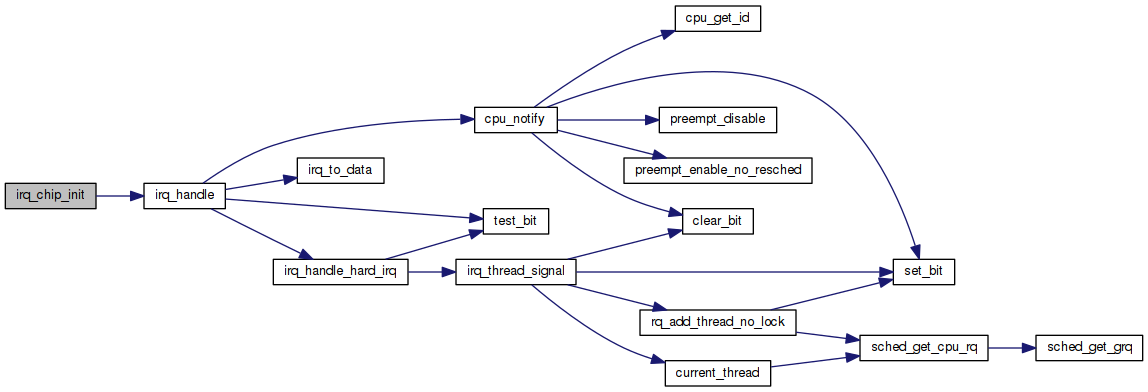 cpu_get_id
cpu_notify
preempt_disable
irq_to_data
preempt_enable_no_resched
irq_chip_init
irq_handle
test_bit
clear_bit
irq_handle_hard_irq
irq_thread_signal
set_bit
rq_add_thread_no_lock
sched_get_cpu_rq
sched_get_grq
current_thread